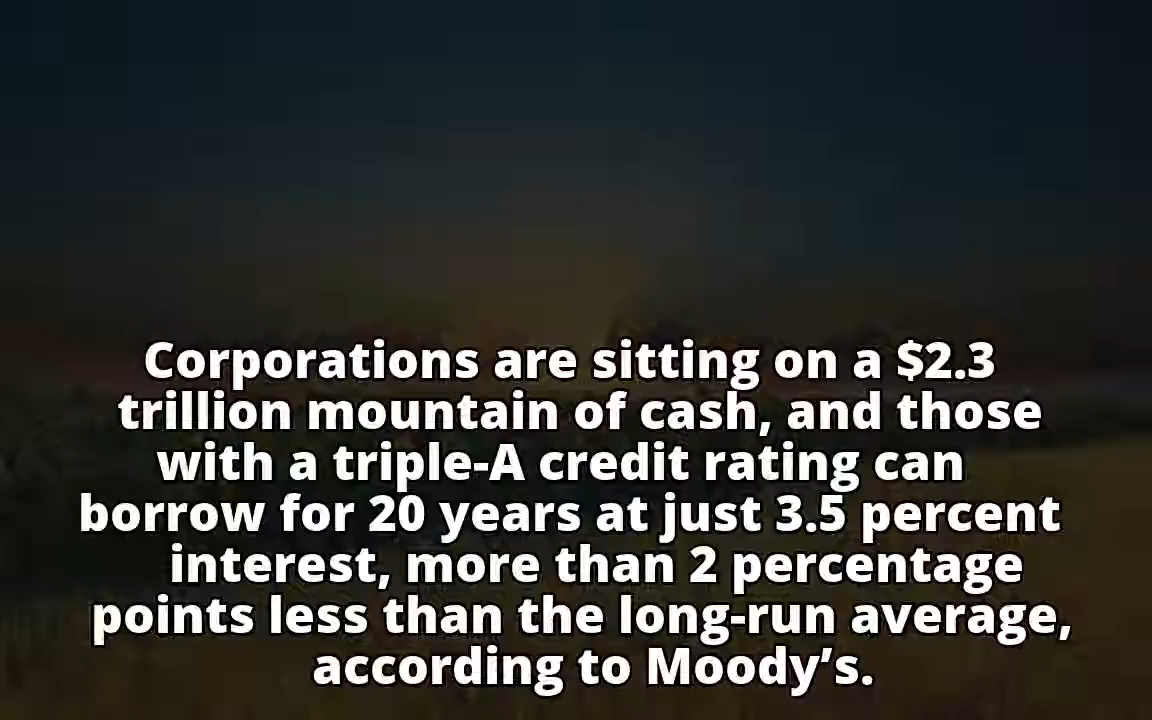 Corporations are sitting on a $2.3
trillion mountain of cash, and those
with a triple-A credit rating can
borrow for 20 years at just 3.5 percent
interest, more than 2 percentage
points less than the long-run average,
according to Moody’s.